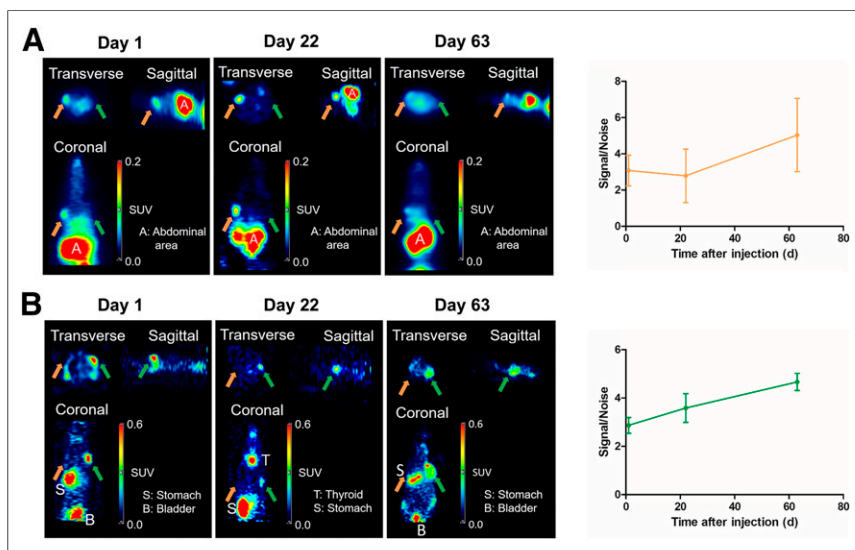 A
Day 1
Day 22
Day 63
Transverse Sagittal
A
Coronal
0.2
SUV
A: Abdominal
area
0.0
A
Transverse Sagittal
A
Coronal
0.2
SUV
A: Abdominal
area
0.0
A
Transverse Sagittal
Coronal
0.2
SUV
A: Abdominal
area
0.0
A
Signal/Noise
8
6
4
2
0
0 20 40 60 80
Time after injection (d)
B
Day 1
Day 22
Day 63
Transverse Sagittal
Coronal
0.6
SUV
S
S: Stomach
B: Bladder
0.0
B
Transverse Sagittal
Coronal
0.6
T
SUV
T: Thyroid
S: Stomach
S
0.0
Transverse Sagittal
Coronal
0.6
S
SUV
S: Stomach
B: Bladder
0.0
B
Signal/Noise
6
4
2
0
0 20 40 60 80
Time after injection (d)